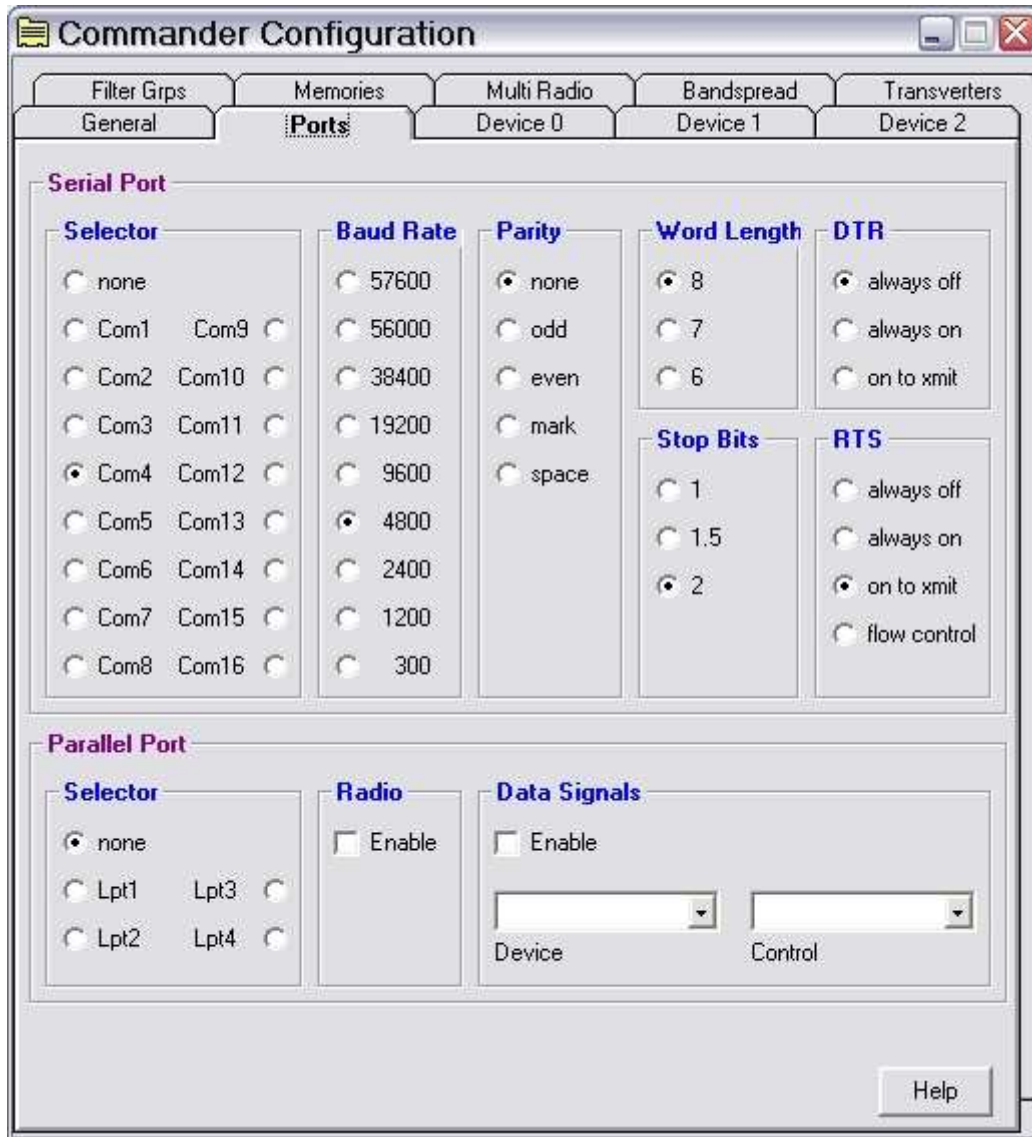 Commander Configuration
Filter Grps Memories Multi Radio Bandspread Transverters
General Ports Device 0 Device 1 Device 2
Serial Port
Selector
none
Com1 Com9
Com2 Com10
Com3 Com11
Com4 Com12
Com5 Com13
Com6 Com14
Com7 Com15
Com8 Com16
Baud Rate
57600
56000
38400
19200
9600
4800
2400
1200
300
Parity
none
odd
even
mark
space
Word Length
8
7
6
Stop Bits
1
1.5
2
DTR
always off
always on
on to xmit
RTS
always off
always on
on to xmit
flow control
Parallel Port
Selector
none
Lpt1 Lpt3
Lpt2 Lpt4
Radio
Enable
Data Signals
Enable
Device Control
Help